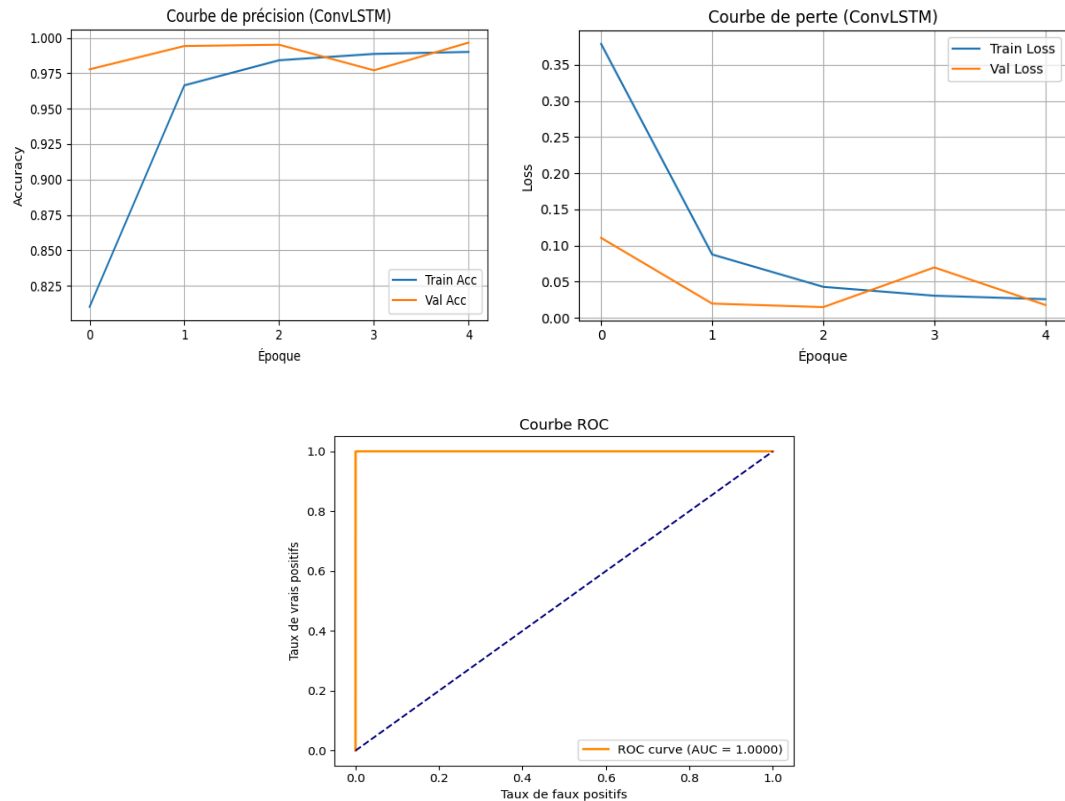 Courbe de précision (ConvLSTM)
1.000
0.975
0.950
0.925
0.900
0.875
0.850
0.825
Accuracy
Train Acc
Val Acc
0 1 2 3 4
Époque
Courbe de perte (ConvLSTM)
0.35
0.30
0.25
0.20
0.15
0.10
0.05
0.00
Loss
Train Loss
Val Loss
0 1 2 3 4
Époque
Courbe ROC
1.0
0.8
0.6
0.4
0.2
0.0
Taux de vrais positifs
ROC curve (AUC = 1.0000)
0.0 0.2 0.4 0.6 0.8 1.0
Taux de faux positifs